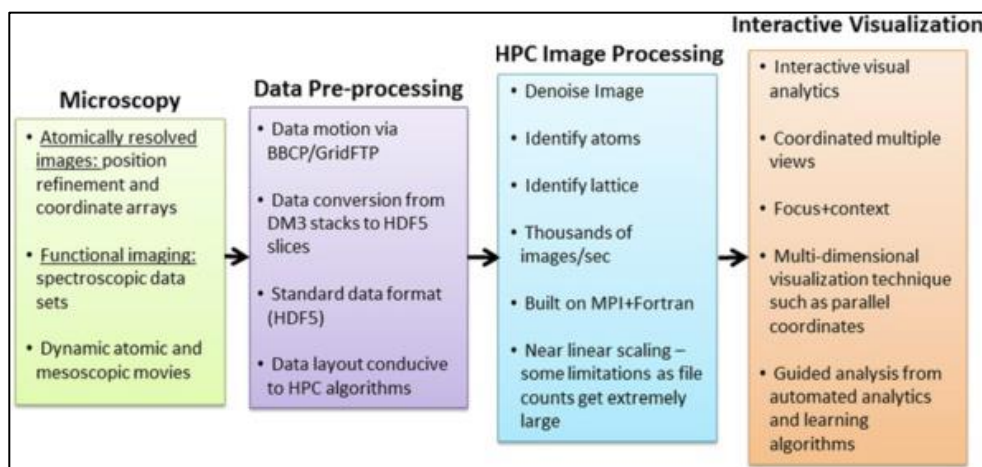 Microscopy
• Atomically resolved
images: position
refinement and
coordinate arrays
• Functional imaging:
spectroscopic data
sets
• Dynamic atomic and
mesoscopic movies
Data Pre-processing
• Data motion via
BBCP/GridFTP
• Data conversion from
DM3 stacks to HDF5
slices
• Standard data format
(HDF5)
• Data layout conducive
to HPC algorithms
HPC Image Processing
• Denoise Image
• Identify atoms
• Identify lattice
• Thousands of
images/sec
• Built on MPI+Fortran
• Near linear scaling –
some limitations as file
counts get extremely
large
Interactive Visualization
• Interactive visual
analytics
• Coordinated multiple
views
• Focus+context
• Multi-dimensional
visualization technique
such as parallel
coordinates
• Guided analysis from
automated analytics
and learning
algorithms